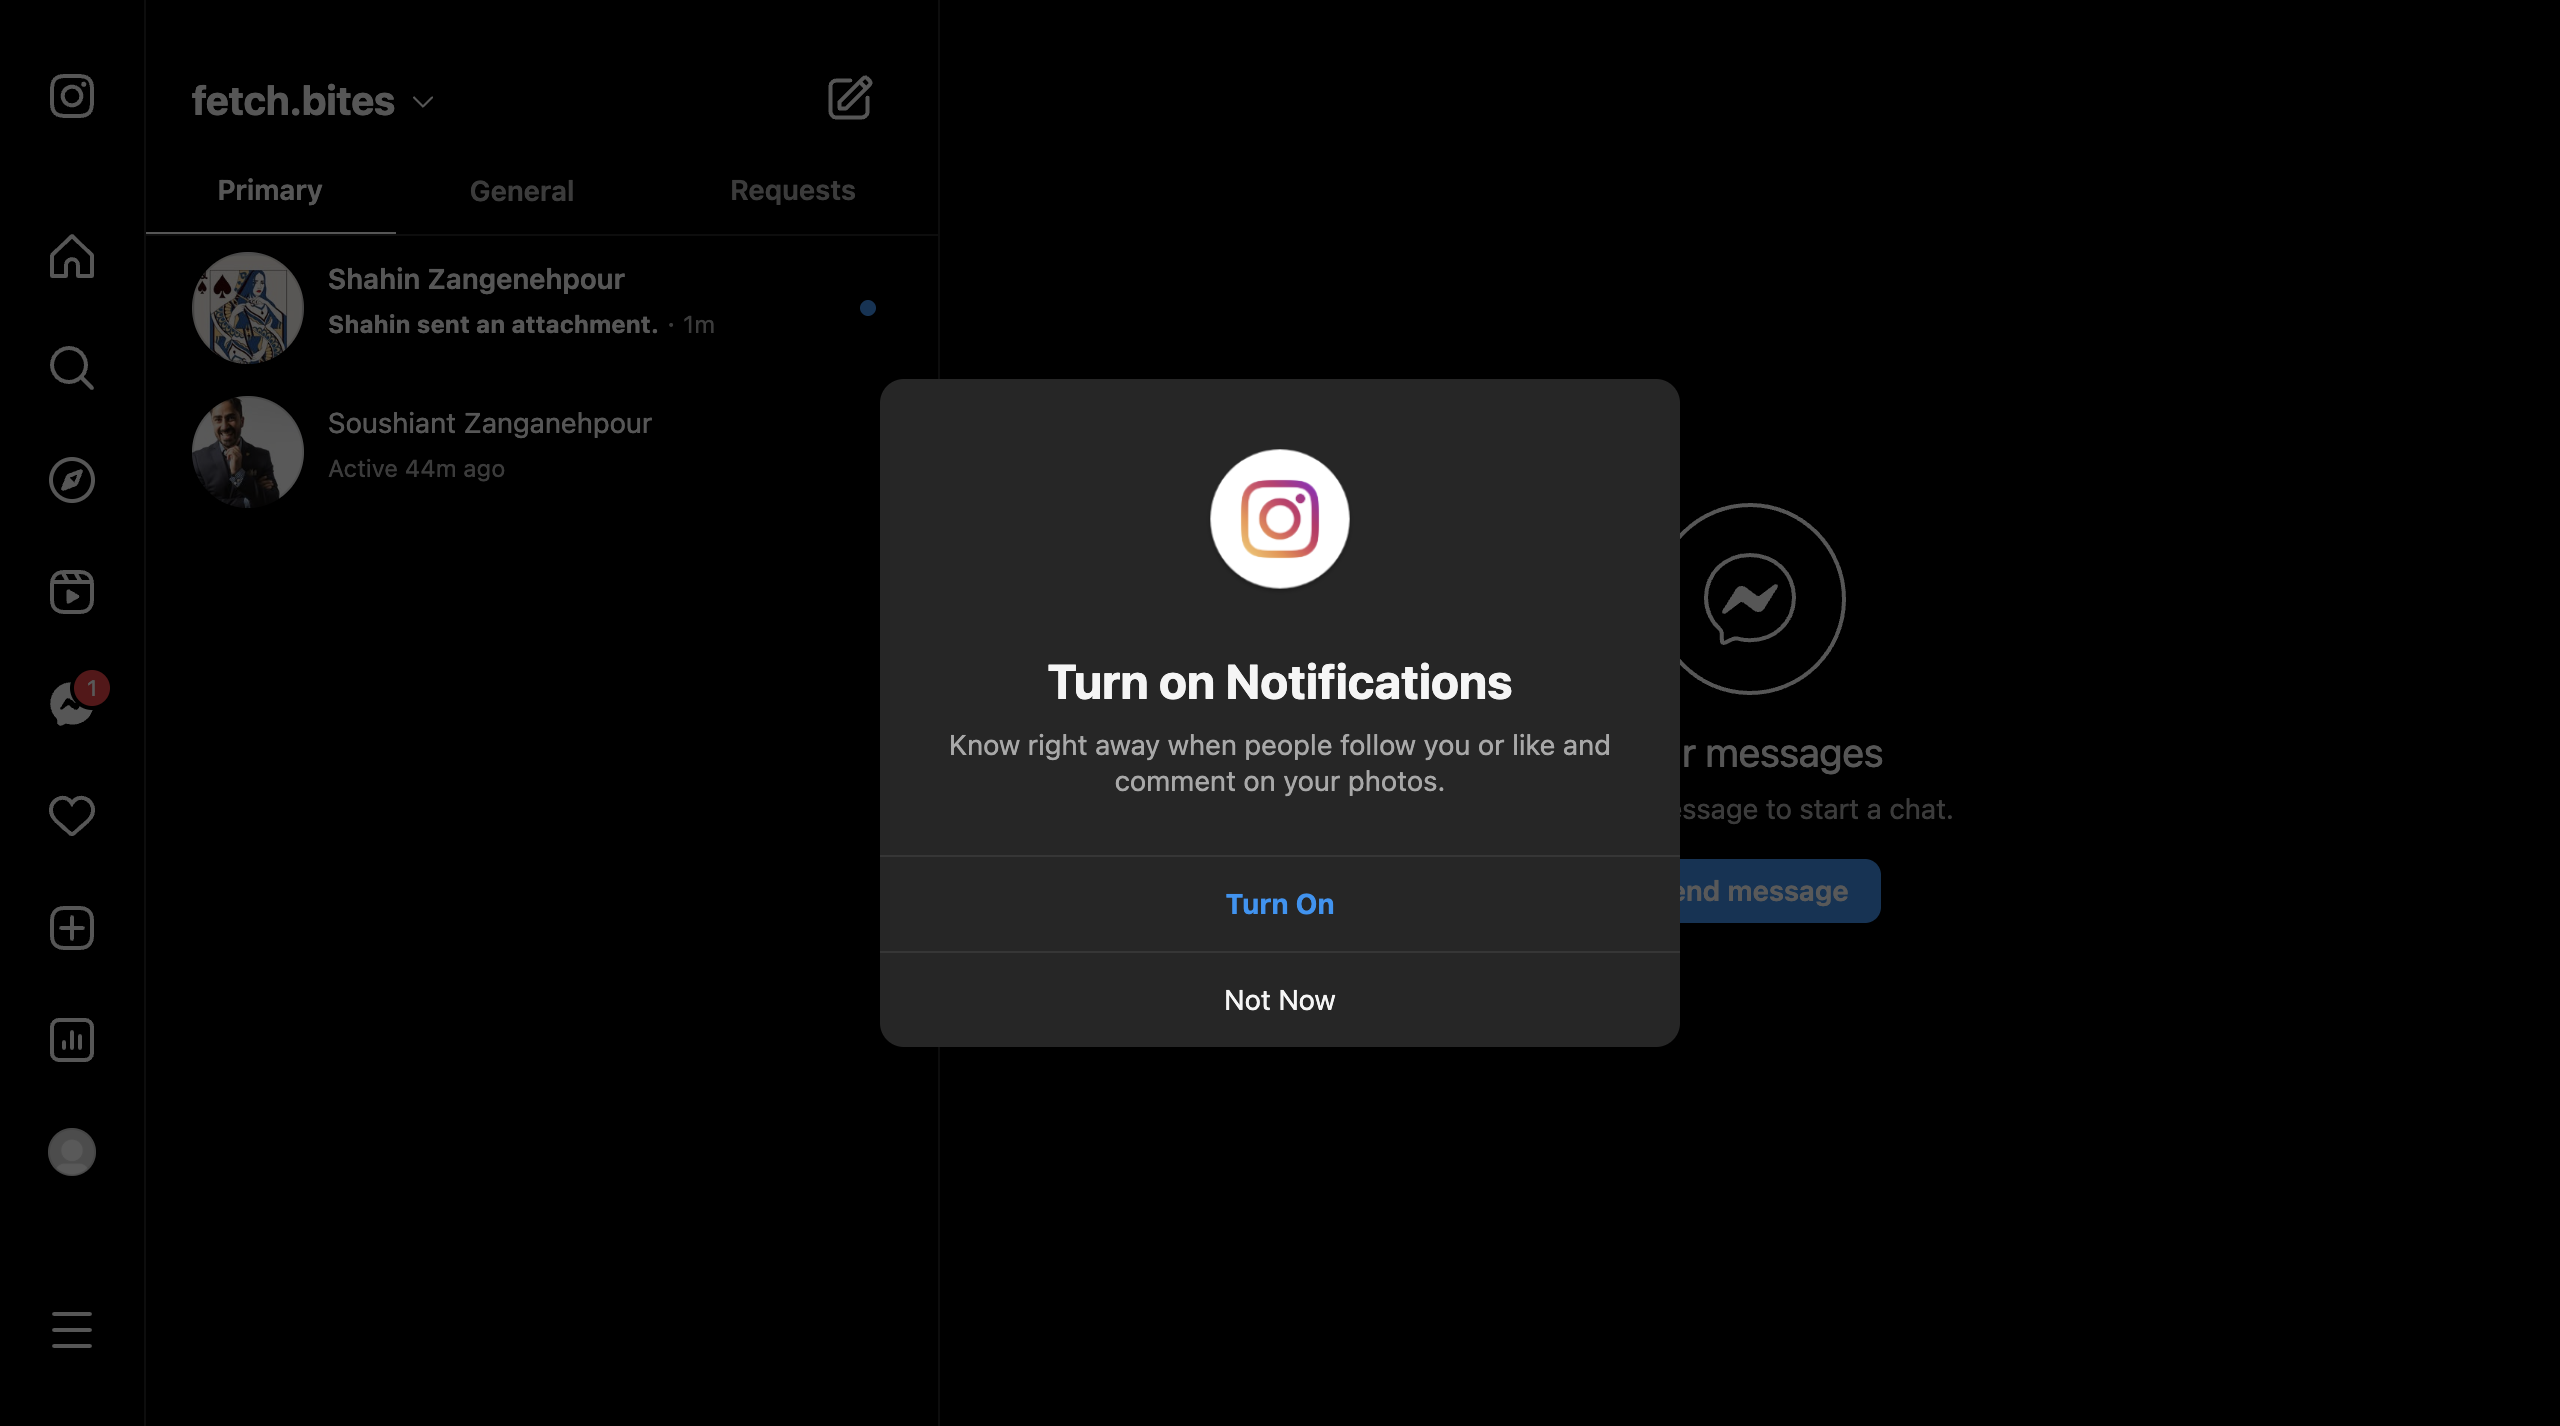 fetch.bites
Primary
General
Requests
Shahin Zangenehpour
Shahin sent an attachment. · 1m
Soushiant Zanganehpour
Active 44m ago
1
Turn on Notifications
Know right away when people follow you or like and
comment on your photos.
Turn On
Not Now
messages
to start a chat.
message